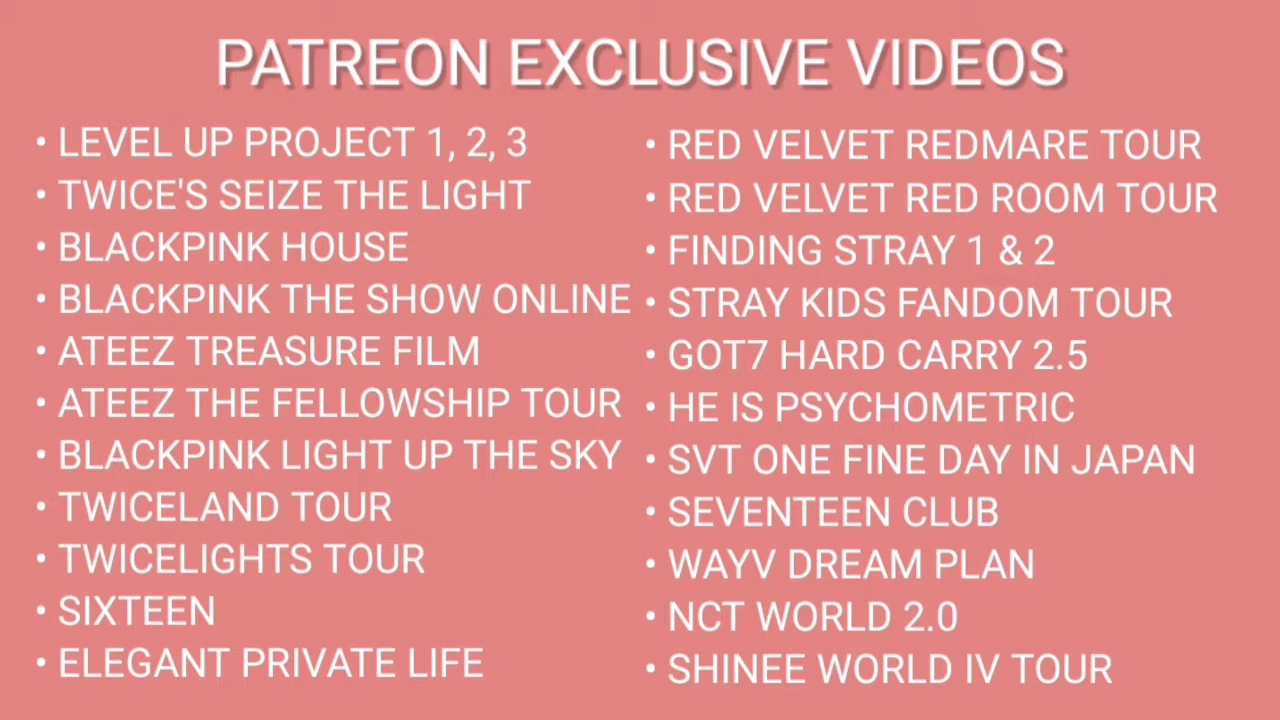 PATREON EXCLUSIVE VIDEOS
• LEVEL UP PROJECT 1, 2, 3
• TWICE'S SEIZE THE LIGHT
• BLACKPINK HOUSE
• BLACKPINK THE SHOW ONLINE
• ATEEZ TREASURE FILM
• ATEEZ THE FELLOWSHIP TOUR
• BLACKPINK LIGHT UP THE SKY
• TWICELAND TOUR
• TWICELIGHTS TOUR
• SIXTEEN
• ELEGANT PRIVATE LIFE
• RED VELVET REDMARE TOUR
• RED VELVET RED ROOM TOUR
• FINDING STRAY 1 & 2
• STRAY KIDS FANDOM TOUR
• GOT7 HARD CARRY 2.5
• HE IS PSYCHOMETRIC
• SVT ONE FINE DAY IN JAPAN
• SEVENTEEN CLUB
• WAYV DREAM PLAN
• NCT WORLD 2.0
• SHINEE WORLD IV TOUR